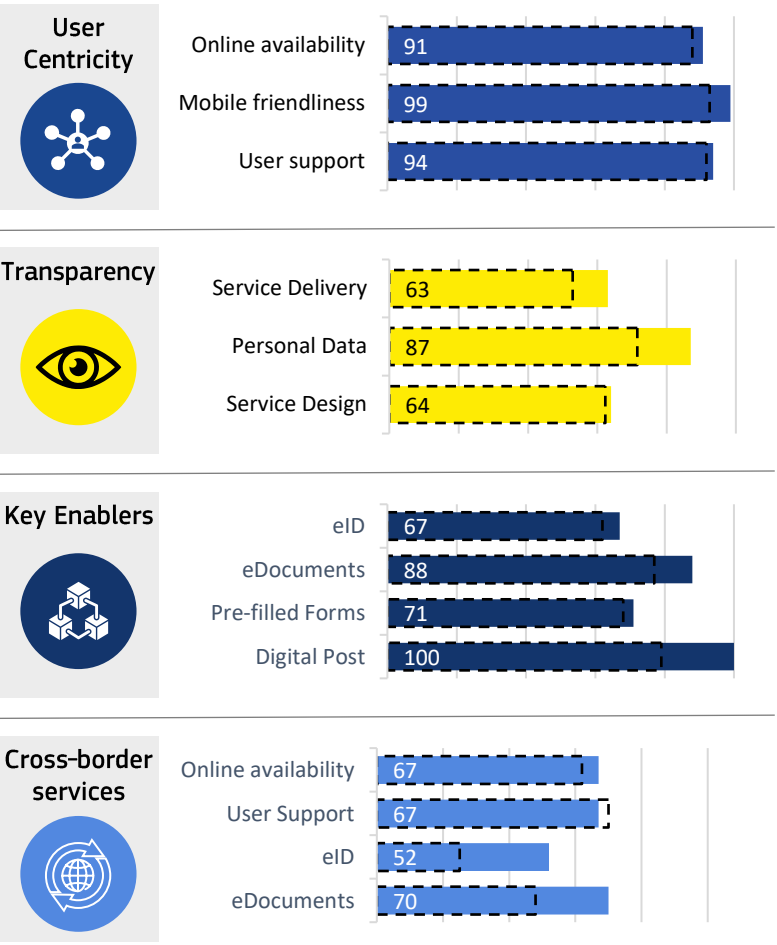 User
Centricity
Online availability 91
Mobile friendliness 99
User support 94
Transparency
Service Delivery 63
Personal Data 87
Service Design 64
Key Enablers
eID 67
eDocuments 88
Pre-filled Forms 71
Digital Post 100
Cross-border
services
Online availability 67
User Support 67
eID 52
eDocuments 70